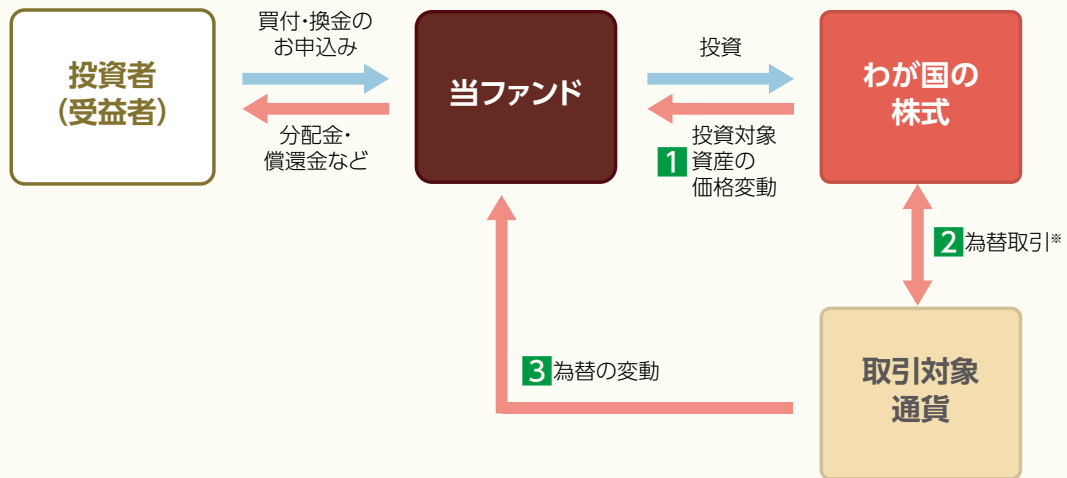 投資者
(受益者)
買付・換金の
お申込み
分配金・
償還金など
当ファンド
投資
1 投資対象
資産の
価格変動
わが国の
株式
2 為替取引※
3 為替の変動
取引対象
通貨